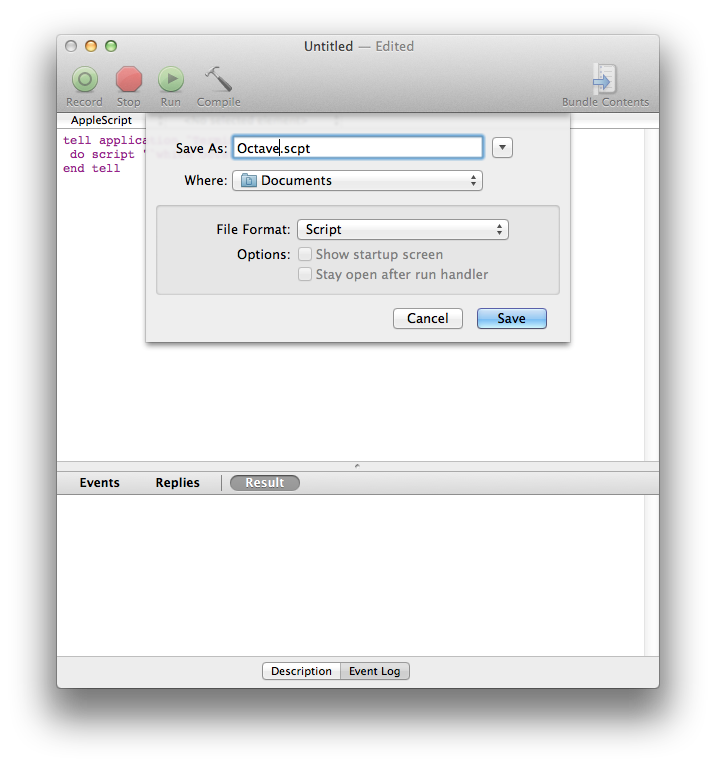 Untitled — Edited
Record Stop Run Compile Bundle Contents
AppleScript
tell applica
do script "
end tell
Save As: Octave.scpt
Where: Documents
File Format: Script
Options: Show startup screen
Stay open after run handler
Cancel Save
Events Replies Result
Description Event Log